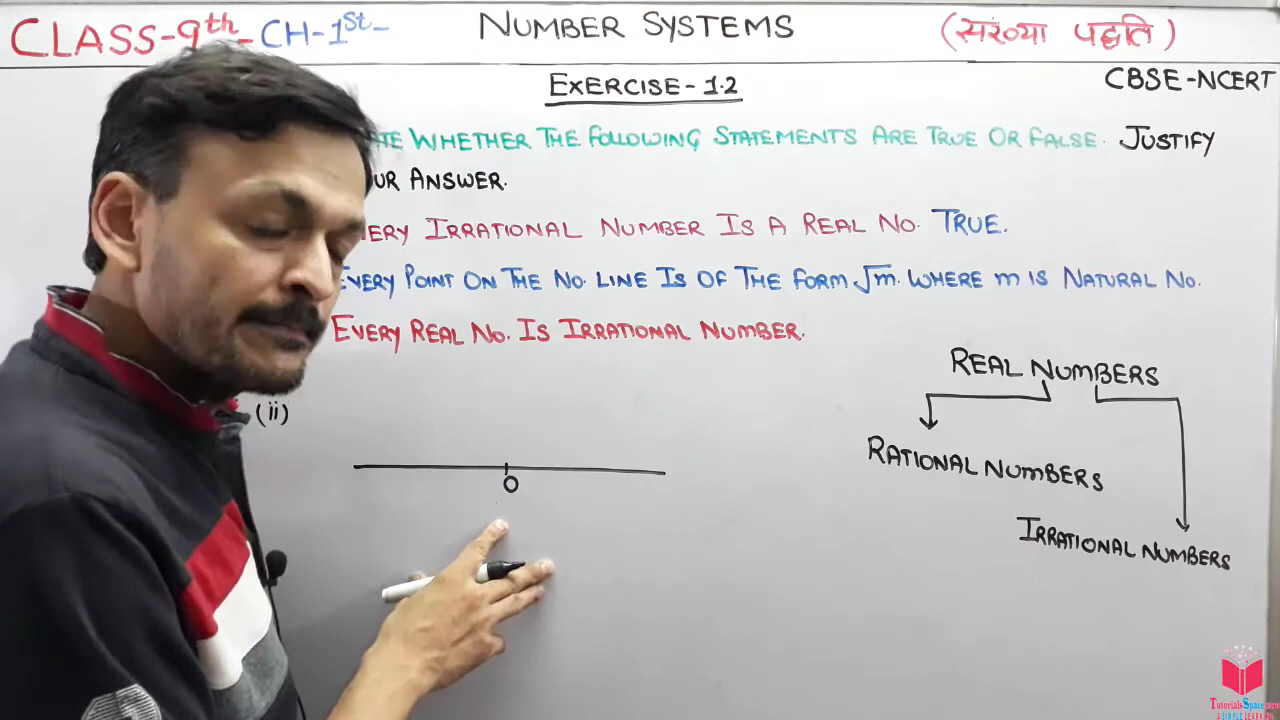 CLASS-9th- CH-1st- NUMBER SYSTEMS (संख्या पद्धति)
EXERCISE-1.2 CBSE-NCERT
WHETHER THE FOLLOWING STATEMENTS ARE TRUE OR FALSE. JUSTIFY
ANSWER.
IRRATIONAL NUMBER IS A REAL NO. TRUE.
EVERY POINT ON THE NO. LINE IS OF THE FORM √m. WHERE m IS NATURAL NO.
EVERY REAL NO. IS IRRATIONAL NUMBER.
REAL NUMBERS
(ii)
RATIONAL NUMBERS
0
IRRATIONAL NUMBERS